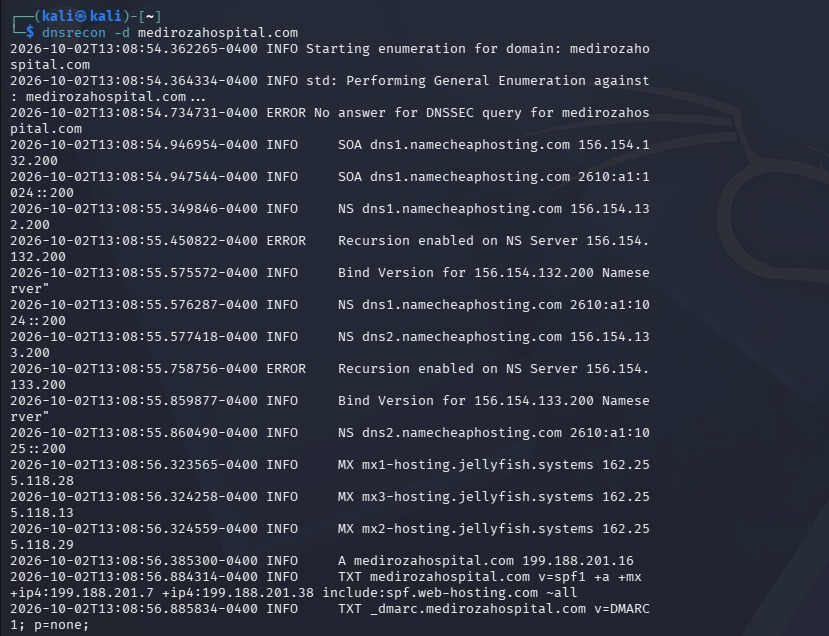 ┌──(kali㉿kali)-[~]
└─$ dnsrecon -d medirozahospital.com
2026-10-02T13:08:54.362265-0400 INFO Starting enumeration for domain: medirozaho
spital.com
2026-10-02T13:08:54.364334-0400 INFO std: Performing General Enumeration against
: medirozahospital.com...
2026-10-02T13:08:54.734731-0400 ERROR No answer for DNSSEC query for medirozahos
pital.com
2026-10-02T13:08:54.946954-0400 INFO     SOA dns1.namecheaphosting.com 156.154.1
32.200
2026-10-02T13:08:54.947544-0400 INFO     SOA dns1.namecheaphosting.com 2610:a1:1
024::200
2026-10-02T13:08:55.349846-0400 INFO     NS dns1.namecheaphosting.com 156.154.13
2.200
2026-10-02T13:08:55.450822-0400 ERROR    Recursion enabled on NS Server 156.154.
132.200
2026-10-02T13:08:55.575572-0400 INFO     Bind Version for 156.154.132.200 Namese
rver"
2026-10-02T13:08:55.576287-0400 INFO     NS dns1.namecheaphosting.com 2610:a1:10
24::200
2026-10-02T13:08:55.577418-0400 INFO     NS dns2.namecheaphosting.com 156.154.13
3.200
2026-10-02T13:08:55.758756-0400 ERROR    Recursion enabled on NS Server 156.154.
133.200
2026-10-02T13:08:55.859877-0400 INFO     Bind Version for 156.154.133.200 Namese
rver"
2026-10-02T13:08:55.860490-0400 INFO     NS dns2.namecheaphosting.com 2610:a1:10
25::200
2026-10-02T13:08:56.323565-0400 INFO     MX mx1-hosting.jellyfish.systems 162.25
5.118.28
2026-10-02T13:08:56.324258-0400 INFO     MX mx3-hosting.jellyfish.systems 162.25
5.118.13
2026-10-02T13:08:56.324559-0400 INFO     MX mx2-hosting.jellyfish.systems 162.25
5.118.29
2026-10-02T13:08:56.385300-0400 INFO     A medirozahospital.com 199.188.201.16
2026-10-02T13:08:56.884314-0400 INFO     TXT medirozahospital.com v=spf1 +a +mx
+ip4:199.188.201.7 +ip4:199.188.201.38 include:spf.web-hosting.com ~all
2026-10-02T13:08:56.885834-0400 INFO     TXT _dmarc.medirozahospital.com v=DMARC
1; p=none;